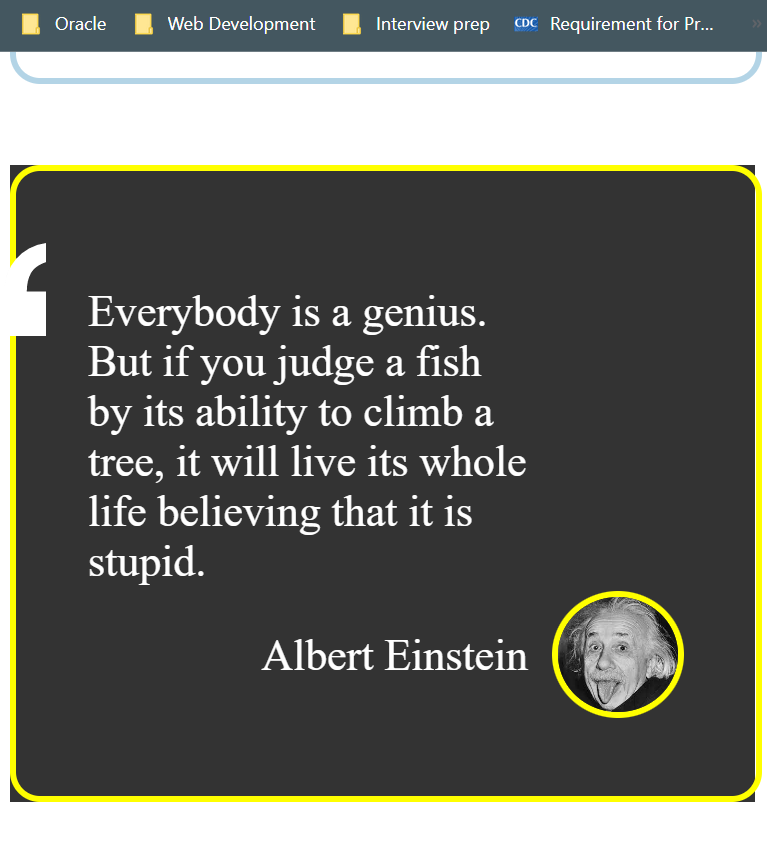 Oracle Web Development Interview prep CDC Requirement for Pr... »
“
Everybody is a genius.
But if you judge a fish
by its ability to climb a
tree, it will live its whole
life believing that it is
stupid.
Albert Einstein